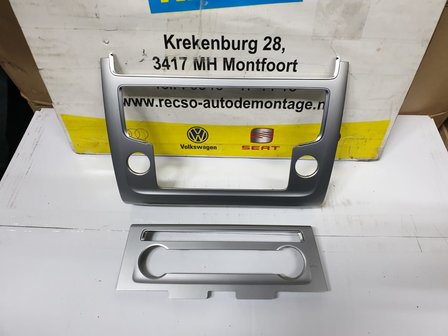 Krekenburg 28,
3417 MH Montfoort
www.recso-autodemontage.n
Volkswagen
SEAT